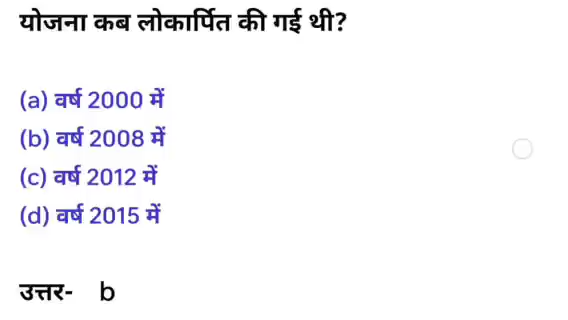 योजना कब लोकार्पित की गई थी?
(a) वर्ष 2000 में
(b) वर्ष 2008 में
(c) वर्ष 2012 में
(d) वर्ष 2015 में
उत्तर- b